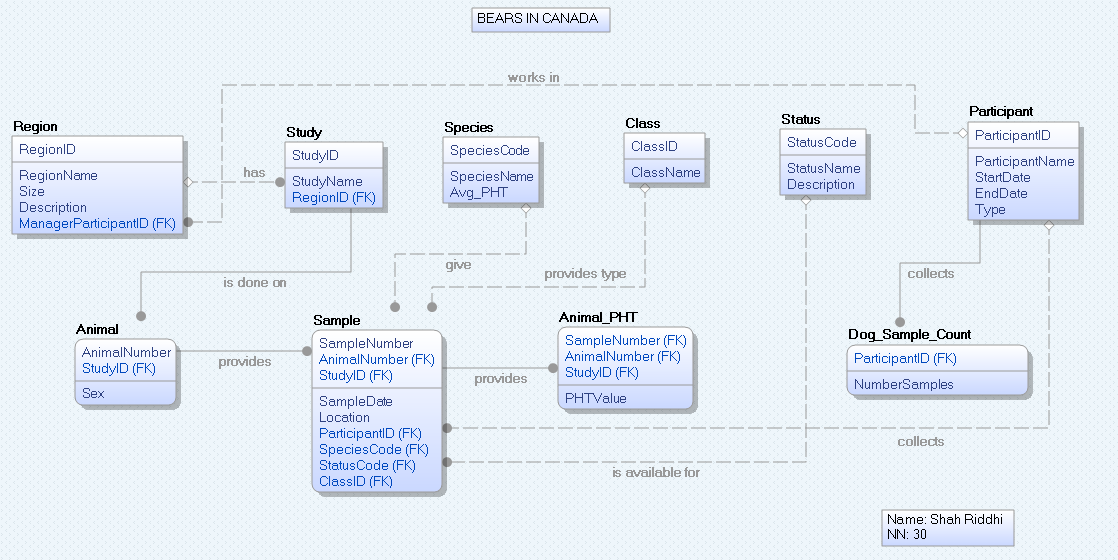 BEARS IN CANADA
works in
Region
RegionID
RegionName
Size
Description
ManagerParticipantID (FK)
has
Study
StudyID
StudyName
RegionID (FK)
Species
SpeciesCode
SpeciesName
Avg_PHT
Class
ClassID
ClassName
Status
StatusCode
StatusName
Description
Participant
ParticipantID
ParticipantName
StartDate
EndDate
Type
is done on
give
provides type
collects
Animal
AnimalNumber
StudyID (FK)
Sex
provides
Sample
SampleNumber
AnimalNumber (FK)
StudyID (FK)
SampleDate
Location
ParticipantID (FK)
SpeciesCode (FK)
StatusCode (FK)
ClassID (FK)
provides
Animal_PHT
SampleNumber (FK)
AnimalNumber (FK)
StudyID (FK)
PHTValue
Dog_Sample_Count
ParticipantID (FK)
NumberSamples
collects
is available for
Name: Shah Riddhi
NN: 30